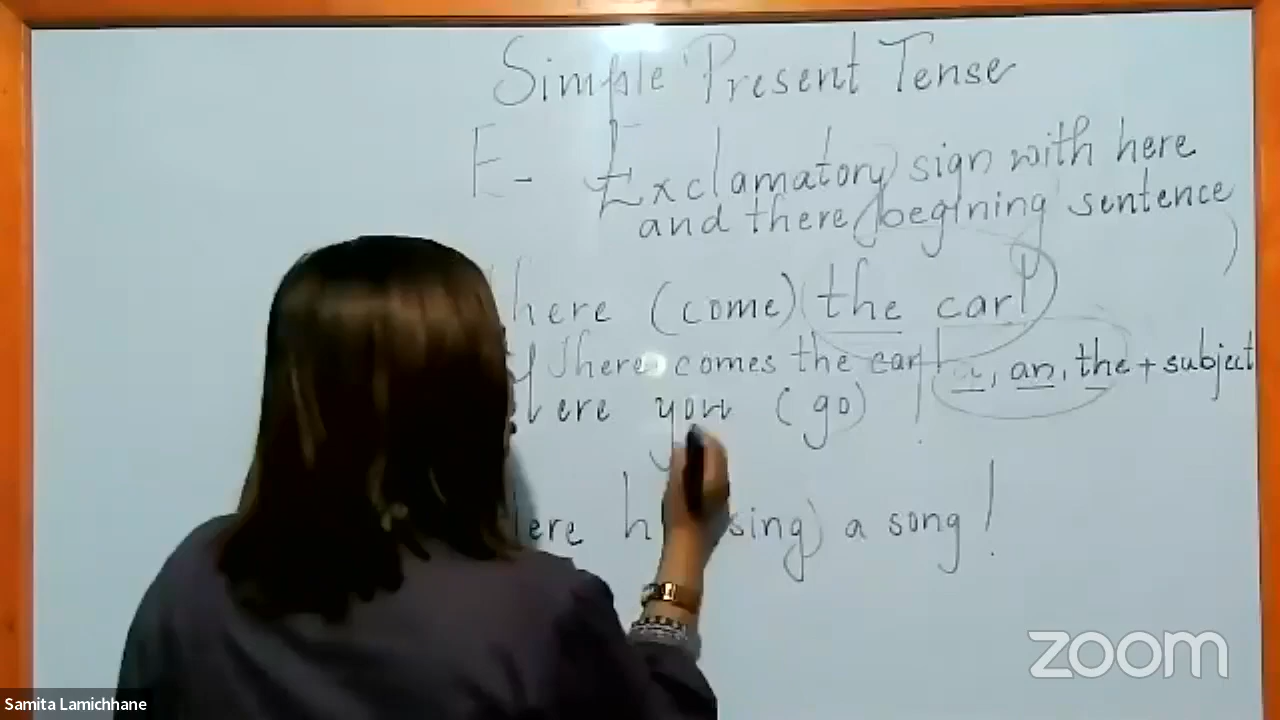 Simple Present Tense
E - Exclamatory sign with here
and there (begining sentence)
here (come) the car!
There comes the car! a, an, the + subject
ere you (go) !
ere h sing) a song!
zoom
Samita Lamichhane